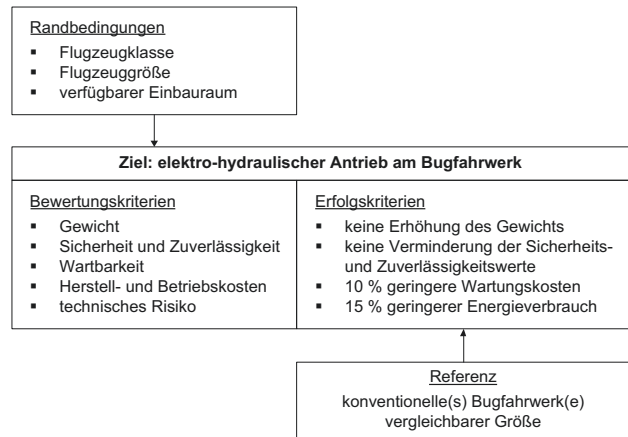 Randbedingungen
▪ Flugzeugklasse
▪ Flugzeuggröße
▪ verfügbarer Einbauraum
Ziel: elektro-hydraulischer Antrieb am Bugfahrwerk
Bewertungskriterien
▪ Gewicht
▪ Sicherheit und Zuverlässigkeit
▪ Wartbarkeit
▪ Herstell- und Betriebskosten
▪ technisches Risiko
Erfolgskriterien
▪ keine Erhöhung des Gewichts
▪ keine Verminderung der Sicherheits-
und Zuverlässigkeitswerte
▪ 10 % geringere Wartungskosten
▪ 15 % geringerer Energieverbrauch
Referenz
konventionelle(s) Bugfahrwerk(e)
vergleichbarer Größe